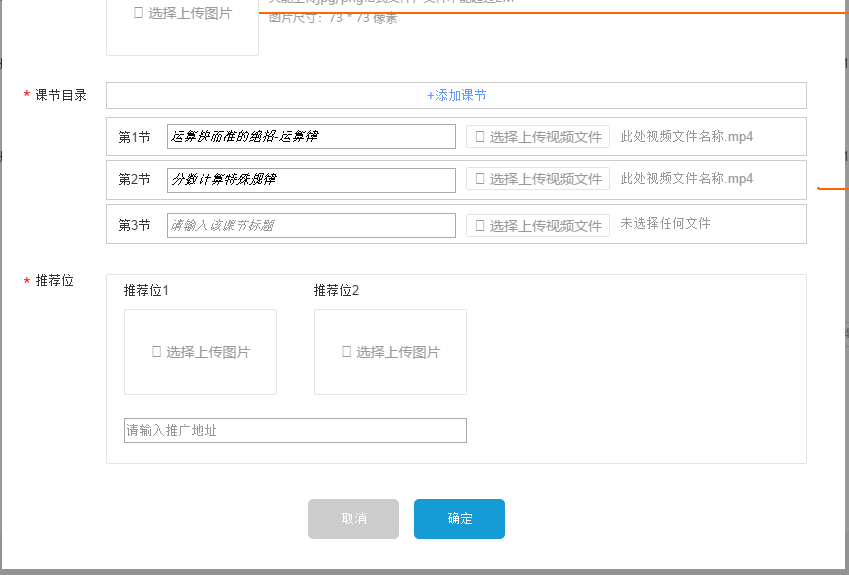 选择上传图片
图片尺寸：73 * 73 像素
* 课节目录
+添加课节
第1节 运算快而准的绝招-运算律 选择上传视频文件 此处视频文件名称.mp4
第2节 分数计算特殊规律 选择上传视频文件 此处视频文件名称.mp4
第3节 请输入该课节标题 选择上传视频文件 未选择任何文件
* 推荐位
推荐位1 推荐位2
选择上传图片 选择上传图片
请输入推广地址
取消 确定